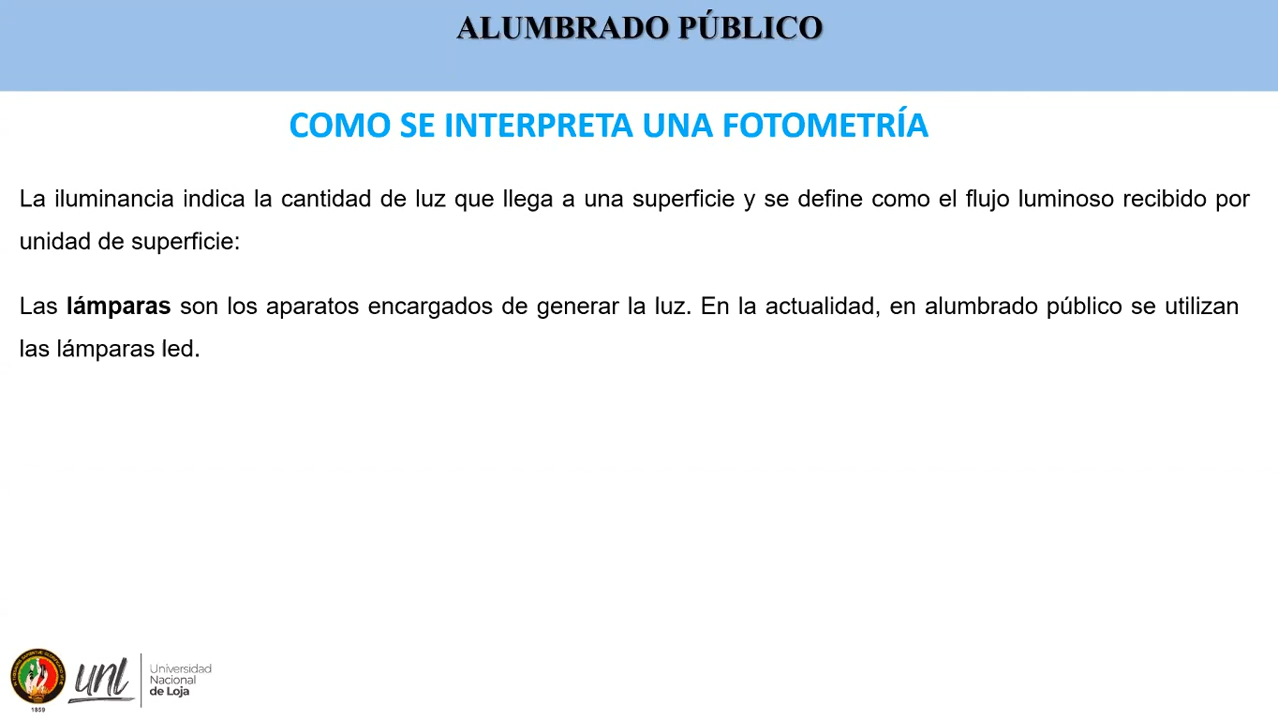 ALUMBRADO PÚBLICO
COMO SE INTERPRETA UNA FOTOMETRÍA
La iluminancia indica la cantidad de luz que llega a una superficie y se define como el flujo luminoso recibido por
unidad de superficie:
Las lámparas son los aparatos encargados de generar la luz. En la actualidad, en alumbrado público se utilizan
las lámparas led.
unl
Universidad
Nacional
de Loja
1859